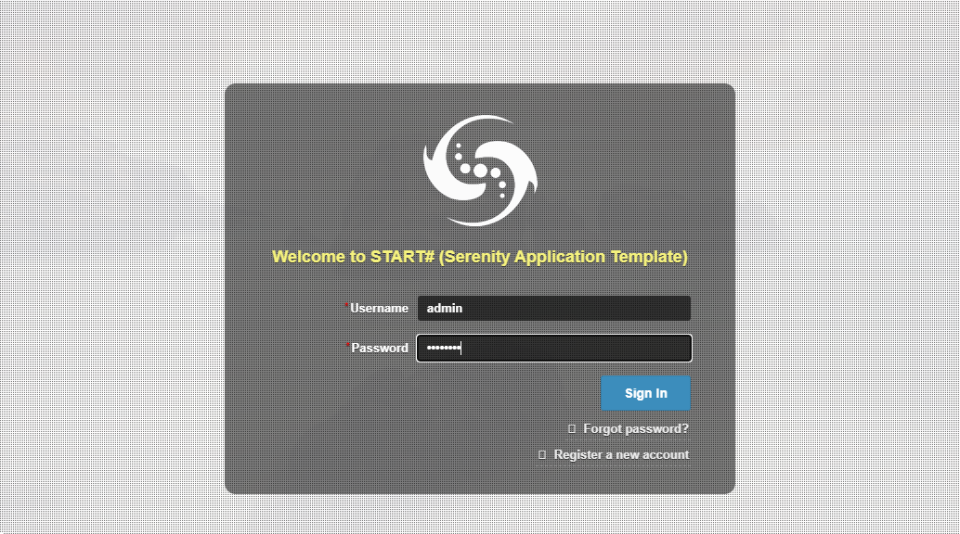 Welcome to START# (Serenity Application Template)
*Username admin
*Password ••••••••
Sign In
Forgot password?
Register a new account